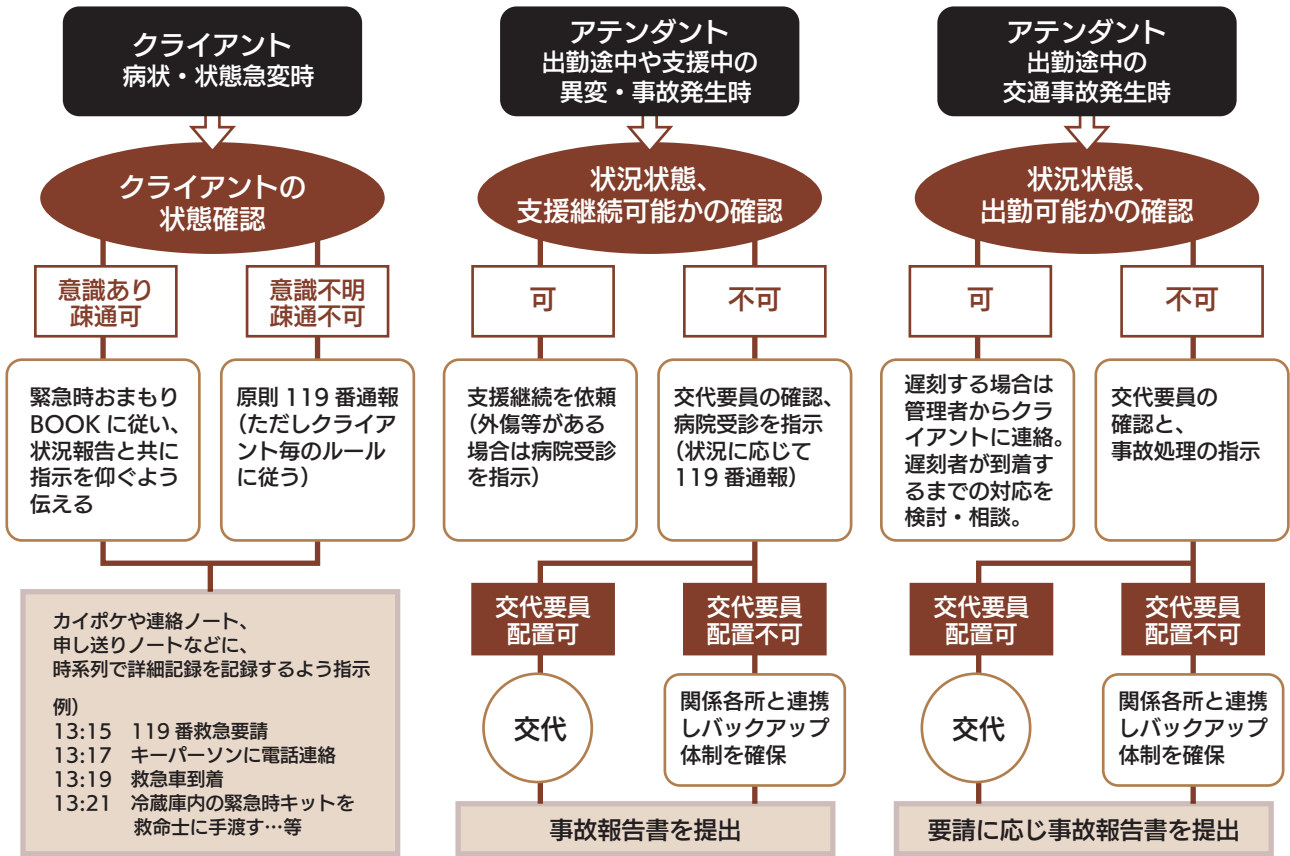 クライアント
病状・状態急変時
クライアントの
状態確認
意識あり
疎通可
意識不明
疎通不可
緊急時おまもり
BOOK に従い、
状況報告と共に
指示を仰ぐよう
伝える
原則 119 番通報
(ただしクライア
ント毎のルール
に従う)
カイポケや連絡ノート、
申し送りノートなどに、
時系列で詳細記録を記録するよう指示
例)
13:15 119 番救急要請
13:17 キーパーソンに電話連絡
13:19 救急車到着
13:21 冷蔵庫内の緊急時キットを
救命士に手渡す…等
アテンダント
出勤途中や支援中の
異変・事故発生時
状況状態、
支援継続可能かの確認
可
不可
支援継続を依頼
(外傷等がある
場合は病院受診
を指示)
交代要員の確認、
病院受診を指示
(状況に応じて
119 番通報)
交代要員
配置可
交代要員
配置不可
交代
関係各所と連携
しバックアップ
体制を確保
事故報告書を提出
アテンダント
出勤途中の
交通事故発生時
状況状態、
出勤可能かの確認
可
不可
遅刻する場合は
管理者からクラ
イアントに連絡。
遅刻者が到着す
るまでの対応を
検討・相談。
交代要員の
確認と、
事故処理の指示
交代要員
配置可
交代要員
配置不可
交代
関係各所と連携
しバックアップ
体制を確保
要請に応じ事故報告書を提出